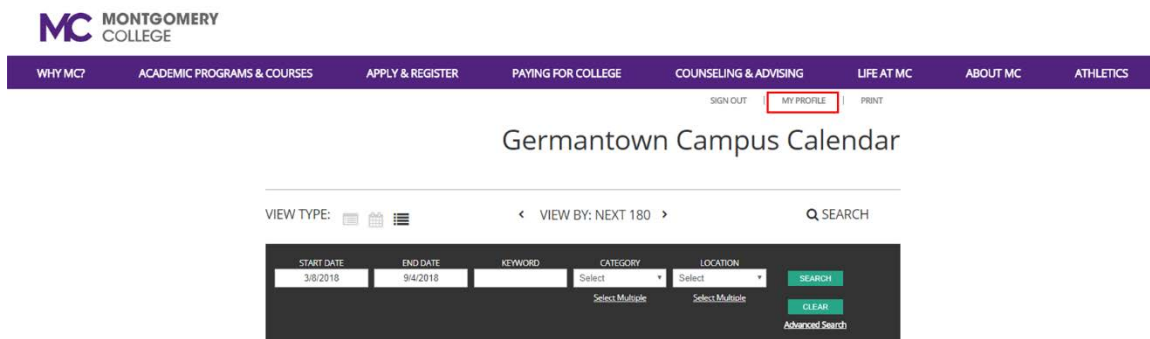 MC MONTGOMERY
COLLEGE
WHY MC? ACADEMIC PROGRAMS & COURSES APPLY & REGISTER PAYING FOR COLLEGE COUNSELING & ADVISING LIFE AT MC ABOUT MC ATHLETICS
SIGN OUT | MY PROFILE | PRINT
Germantown Campus Calendar
VIEW TYPE: < VIEW BY: NEXT 180 > SEARCH
START DATE END DATE KEYWORD CATEGORY LOCATION
3/8/2018 9/4/2018 Select Select SEARCH
Select Multiple Select Multiple
CLEAR
Advanced Search